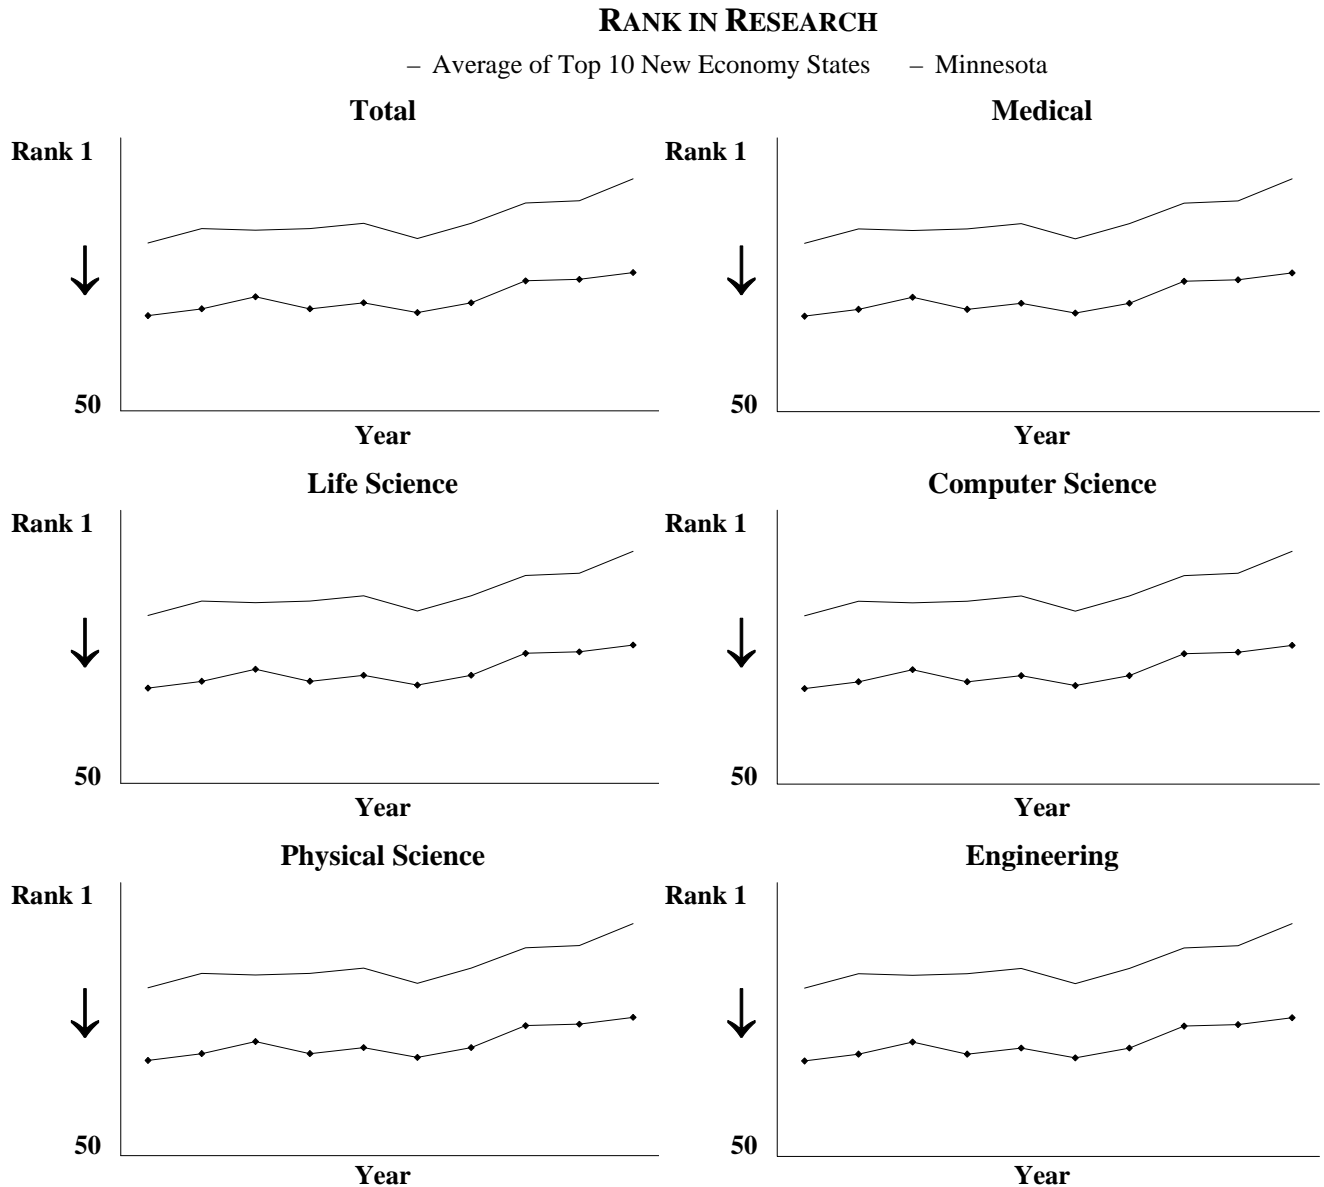 RANK IN RESEARCH
– Average of Top 10 New Economy States – Minnesota
Total
Rank 1
50
Year
Medical
Rank 1
50
Year
Life Science
Rank 1
50
Year
Computer Science
Rank 1
50
Year
Physical Science
Rank 1
50
Year
Engineering
Rank 1
50
Year